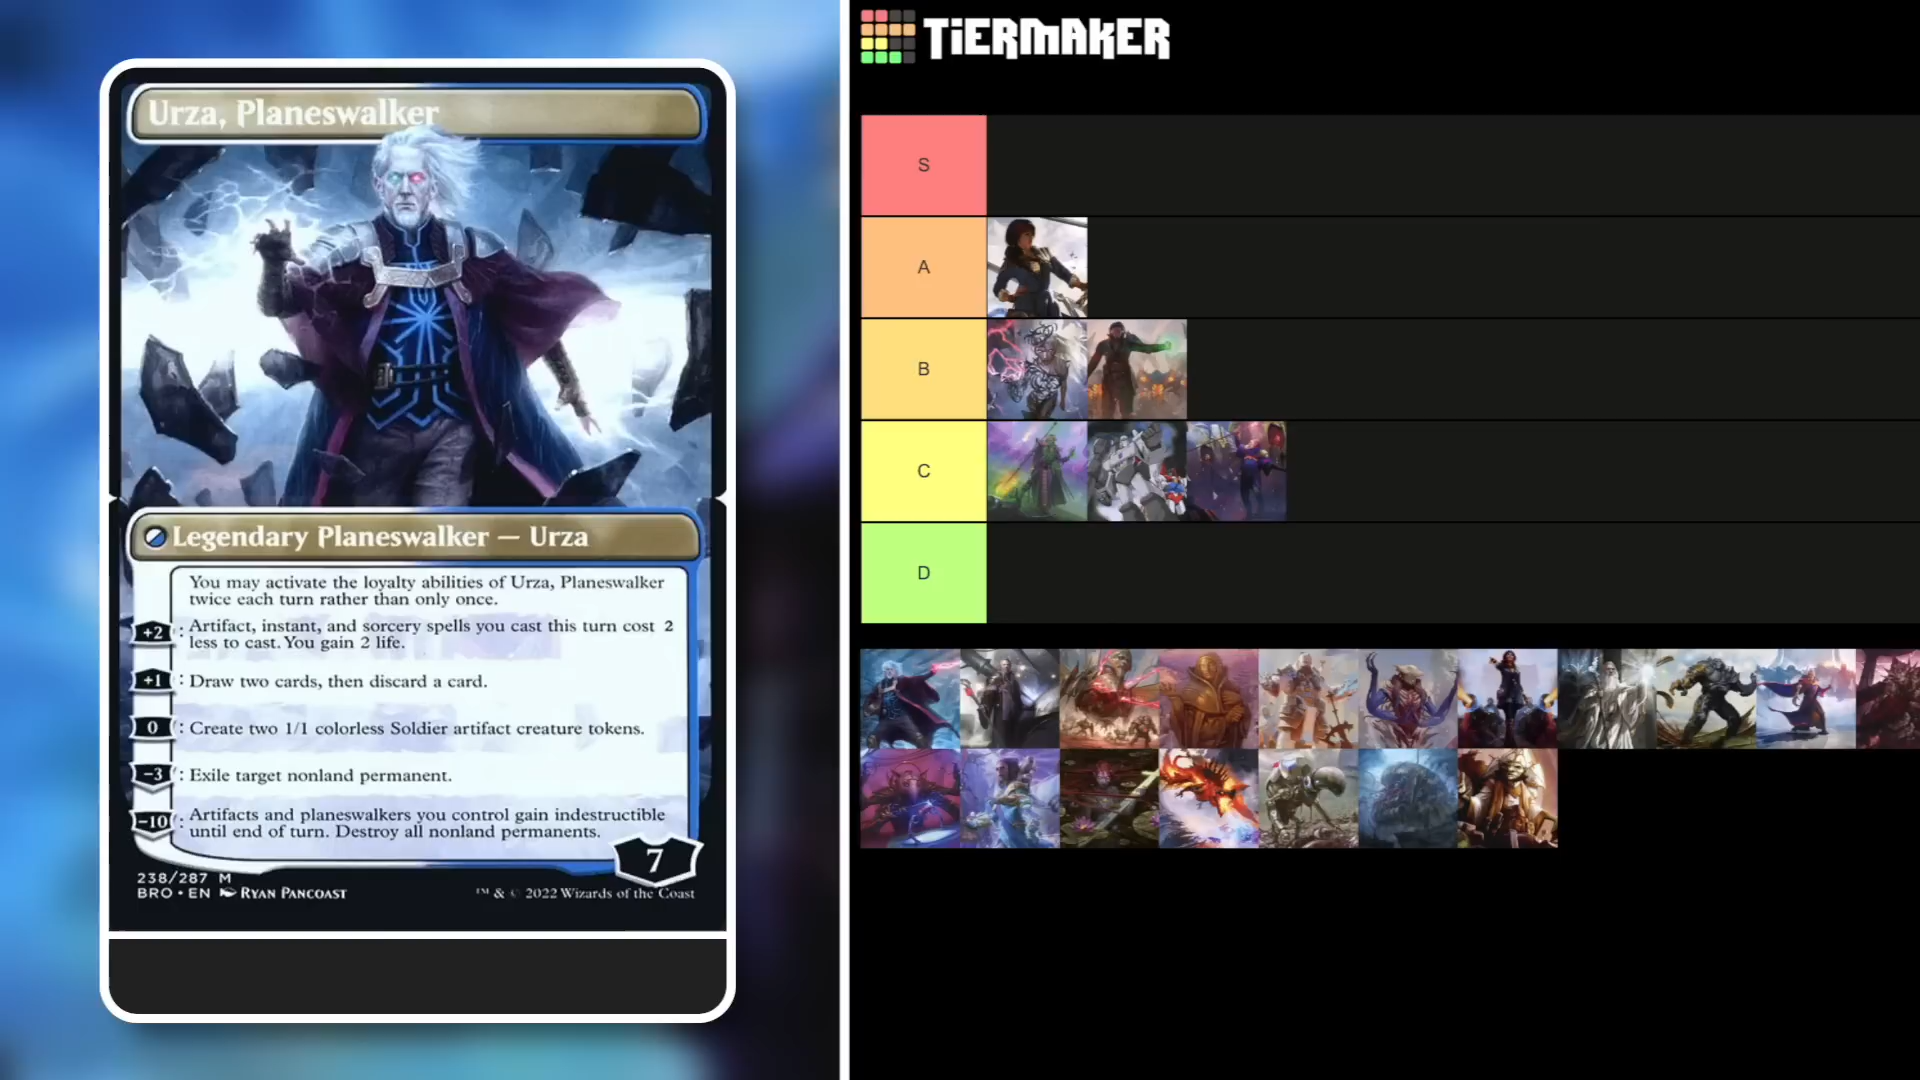 Urza, Planeswalker
Legendary Planeswalker — Urza
You may activate the loyalty abilities of Urza, Planeswalker
twice each turn rather than only once.
+2 : Artifact, instant, and sorcery spells you cast this turn cost 2
less to cast. You gain 2 life.
+1 : Draw two cards, then discard a card.
0 : Create two 1/1 colorless Soldier artifact creature tokens.
−3 : Exile target nonland permanent.
−10 : Artifacts and planeswalkers you control gain indestructible
until end of turn. Destroy all nonland permanents.
7
238/287 M
BRO • EN RYAN PANCOAST
™ & © 2022 Wizards of the Coast
TIERMAKER
S
A
B
C
D